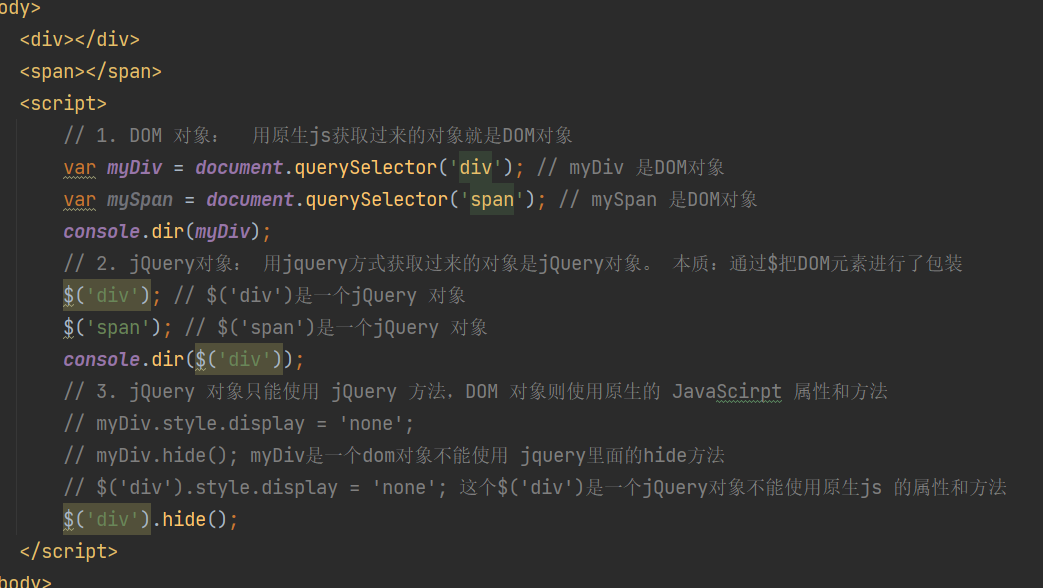 ody>
<div></div>
<span></span>
<script>
// 1. DOM 对象：  用原生js获取过来的对象就是DOM对象
var myDiv = document.querySelector('div'); // myDiv 是DOM对象
var mySpan = document.querySelector('span'); // mySpan 是DOM对象
console.dir(myDiv);
// 2. jQuery对象： 用jquery方式获取过来的对象是jQuery对象。 本质：通过$把DOM元素进行了包装
$('div'); // $('div')是一个jQuery 对象
$('span'); // $('span')是一个jQuery 对象
console.dir($('div'));
// 3. jQuery 对象只能使用 jQuery 方法，DOM 对象则使用原生的 JavaScirpt 属性和方法
// myDiv.style.display = 'none';
// myDiv.hide(); myDiv是一个dom对象不能使用 jquery里面的hide方法
// $('div').style.display = 'none'; 这个$('div')是一个jQuery对象不能使用原生js 的属性和方法
$('div').hide();
</script>
body>